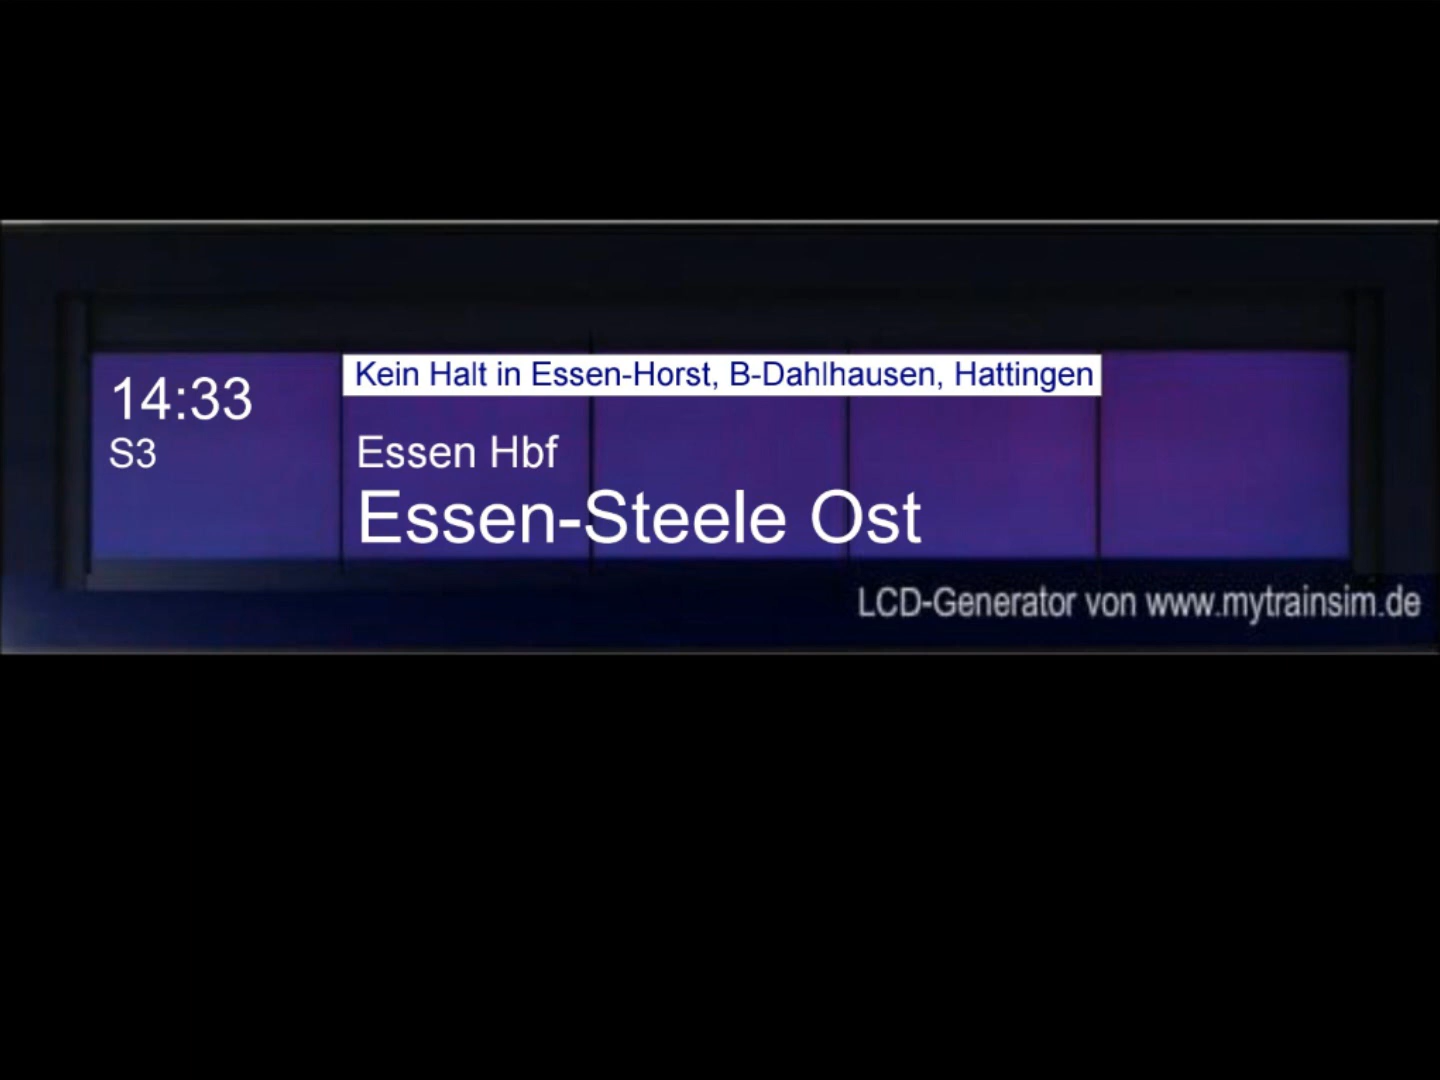 Kein Halt in Essen-Horst, B-Dahlhausen, Hattingen
14:33
S3
Essen Hbf
Essen-Steele Ost
LCD-Generator von www.mytrainsim.de